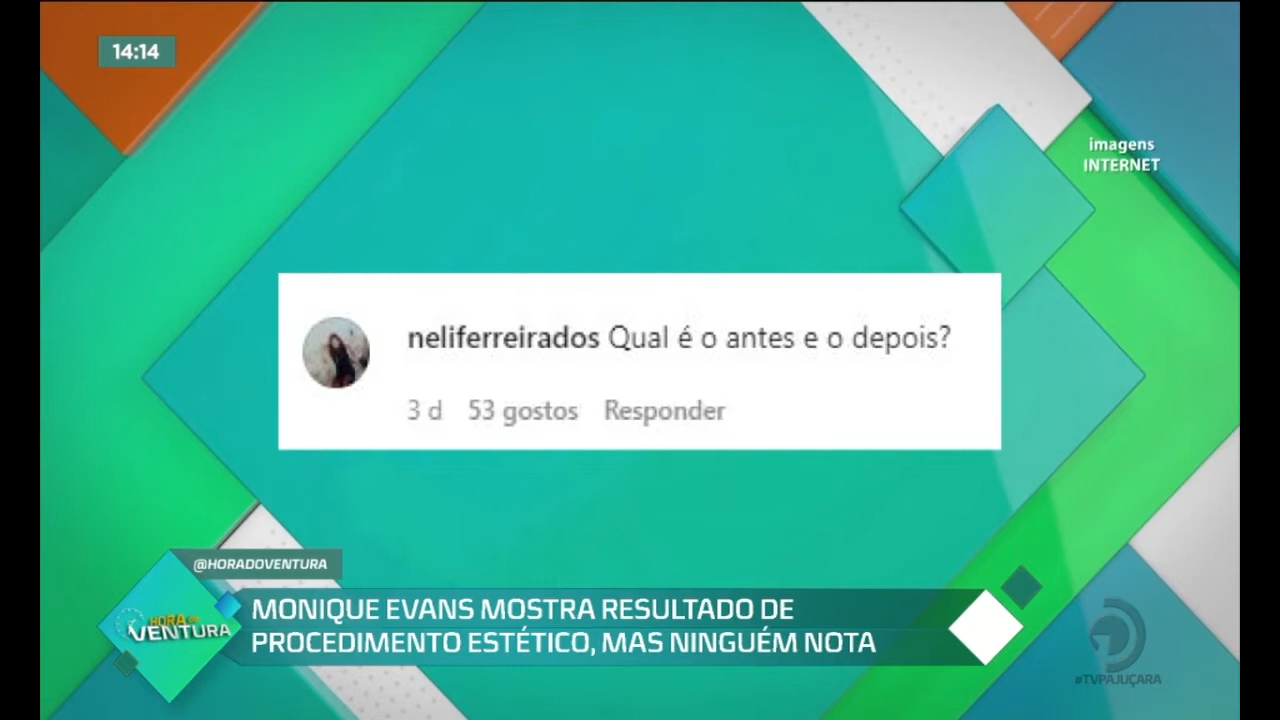 14:14
imagens
INTERNET
neliferreirados Qual é o antes e o depois?
3 d 53 gostos Responder
@HORADOVENTURA
HORA DO
VENTURA
MONIQUE EVANS MOSTRA RESULTADO DE
PROCEDIMENTO ESTÉTICO, MAS NINGUÉM NOTA
#TVPAJUÇARA